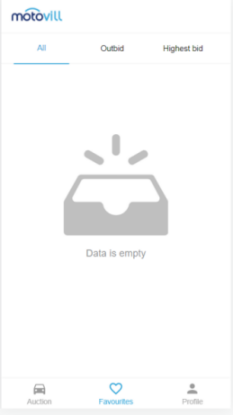 motovill
All Outbid Highest bid
Data is empty
Auction Favourites Profile